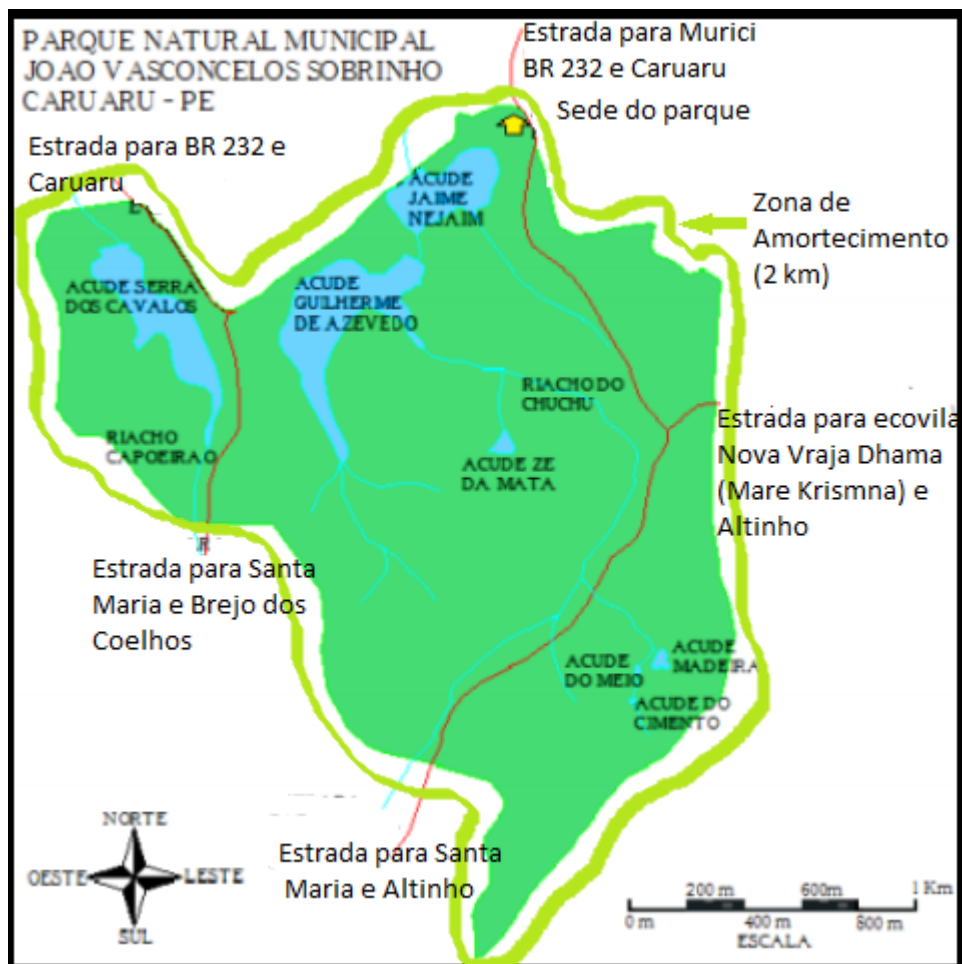 PARQUE NATURAL MUNICIPAL
JOAO VASCONCELOS SOBRINHO
CARUARU - PE
Estrada para Murici
BR 232 e Caruaru
Sede do parque
Estrada para BR 232 e
Caruaru
ACUDE
JAIME
NEJAIM
Zona de
Amortecimento
(2 km)
ACUDE SERRA
DOS CAVALOS
ACUDE
GUILHERME
DE AZEVEDO
RIACHO DO
CHUCHU
RIACHO
CAPOEIRAO
ACUDE ZE
DA MATA
Estrada para ecovila
Nova Vraja Dhama
(Mare Krismna) e
Altinho
R
Estrada para Santa
Maria e Brejo dos
Coelhos
ACUDE
DO MEIO
ACUDE
MADEIRA
ACUDE DO
CIMENTO
Estrada para Santa
Maria e Altinho
NORTE
OESTE
LESTE
SUL
200 m
600m
1 Km
0 m
400 m
800 m
ESCALA